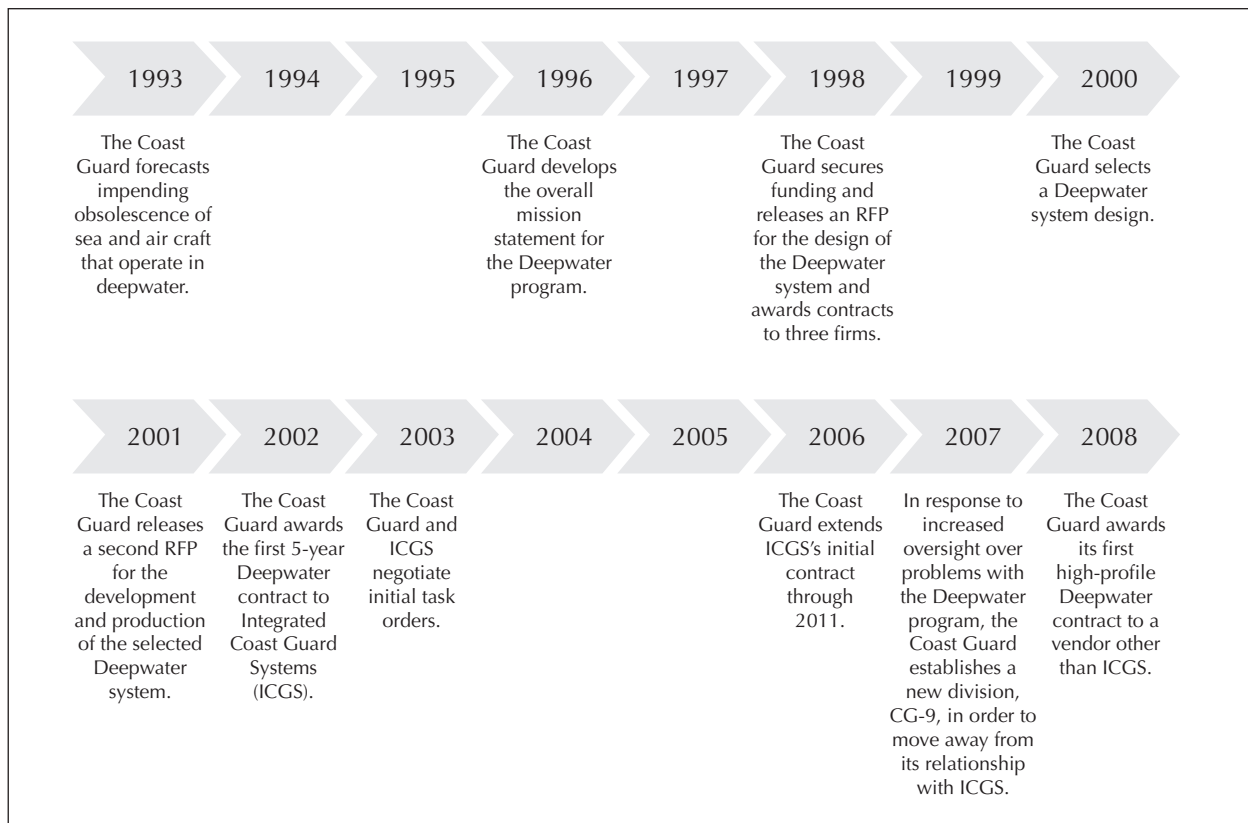 1993 1994 1995 1996 1997 1998 1999 2000
The Coast
Guard forecasts
impending
obsolescence of
sea and air craft
that operate in
deepwater.
The Coast
Guard develops
the overall
mission
statement for
the Deepwater
program.
The Coast
Guard secures
funding and
releases an RFP
for the design of
the Deepwater
system and
awards contracts
to three firms.
The Coast
Guard selects
a Deepwater
system design.
2001 2002 2003 2004 2005 2006 2007 2008
The Coast
Guard releases
a second RFP
for the
development
and production
of the selected
Deepwater
system.
The Coast
Guard awards
the first 5-year
Deepwater
contract to
Integrated
Coast Guard
Systems
(ICGS).
The Coast
Guard and
ICGS
negotiate
initial task
orders.
The Coast
Guard extends
ICGS's initial
contract
through
2011.
In response to
increased
oversight over
problems with
the Deepwater
program, the
Coast Guard
establishes a
new division,
CG-9, in order to
move away from
its relationship
with ICGS.
The Coast
Guard awards
its first
high-profile
Deepwater
contract to a
vendor other
than ICGS.